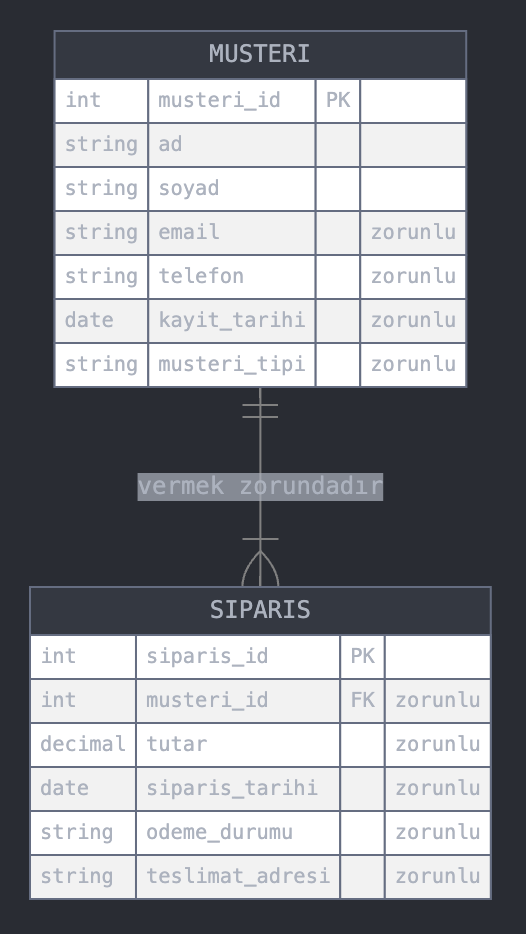 MUSTERI
int musteri_id PK
string ad
string soyad
string email zorunlu
string telefon zorunlu
date kayit_tarihi zorunlu
string musteri_tipi zorunlu
vermek zorundadır
SIPARIS
int siparis_id PK
int musteri_id FK zorunlu
decimal tutar zorunlu
date siparis_tarihi zorunlu
string odeme_durumu zorunlu
string teslimat_adresi zorunlu